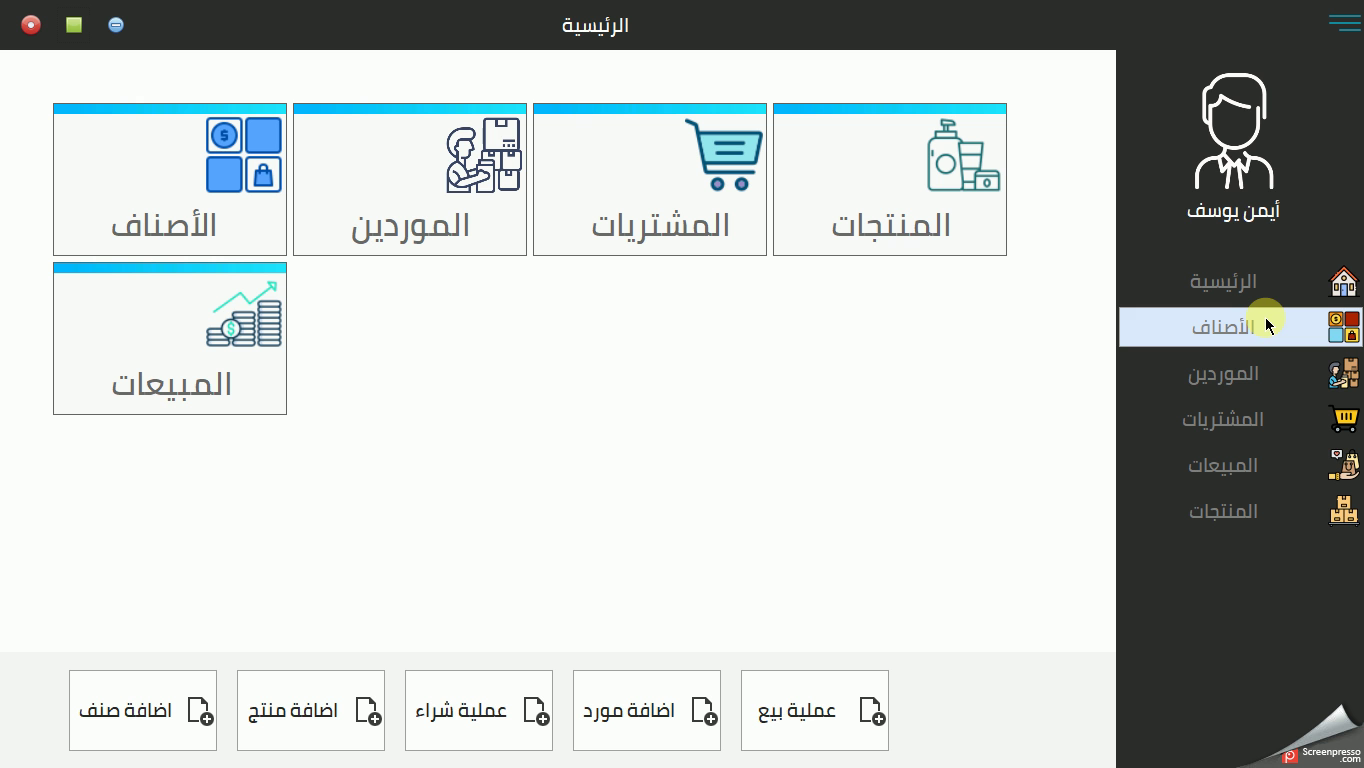 الرئيسية
أيمن يوسف
الرئيسية
الأصناف
الموردين
المشتريات
المبيعات
المنتجات
المنتجات
المشتريات
الموردين
الأصناف
المبيعات
عملية بيع
اضافة مورد
عملية شراء
اضافة منتج
اضافة صنف
Screenpresso
.com